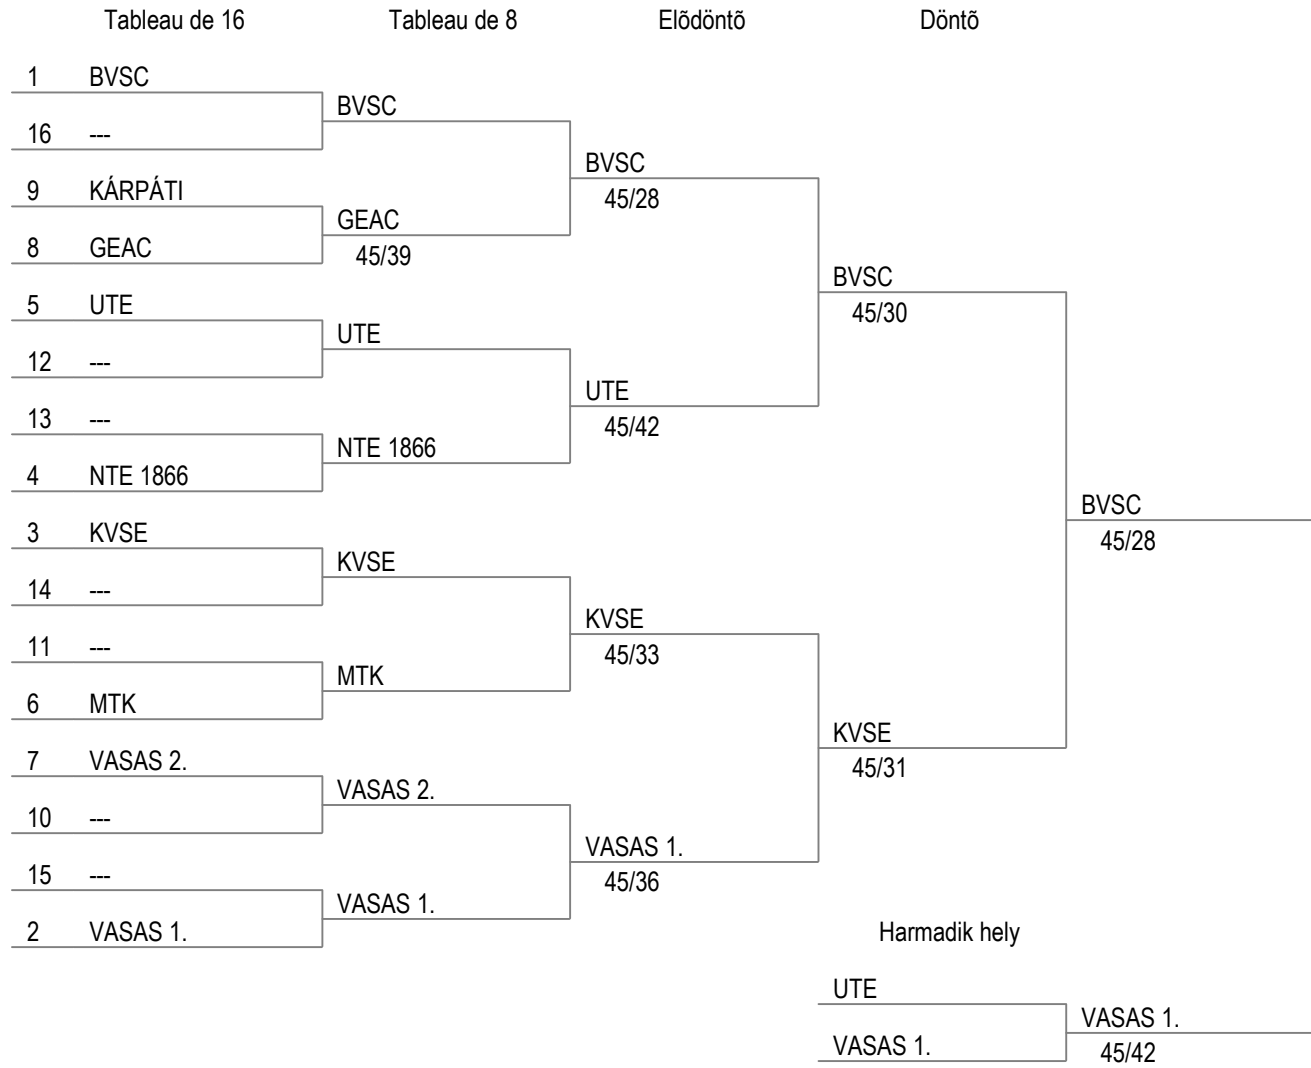 Tableau de 16 Tableau de 8 Elõdöntõ Döntõ
1 BVSC
BVSC
16 ---
BVSC
45/28
9 KÁRPÁTI
GEAC
45/39
8 GEAC
BVSC
45/30
5 UTE
UTE
12 ---
UTE
45/42
13 ---
NTE 1866
4 NTE 1866
BVSC
45/28
3 KVSE
KVSE
14 ---
KVSE
45/33
11 ---
MTK
6 MTK
KVSE
45/31
7 VASAS 2.
VASAS 2.
10 ---
VASAS 1.
45/36
15 ---
VASAS 1.
2 VASAS 1.
Harmadik hely
UTE
VASAS 1.
45/42
VASAS 1.